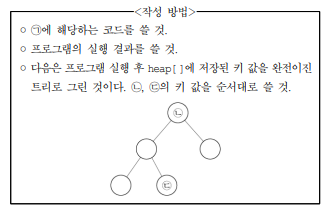 <작성 방법>
○ ㉠에 해당하는 코드를 쓸 것.
○ 프로그램의 실행 결과를 쓸 것.
○ 다음은 프로그램 실행 후 heap[]에 저장된 키 값을 완전이진
트리로 그린 것이다. ㉡, ㉢의 키 값을 순서대로 쓸 것.
㉡
㉢